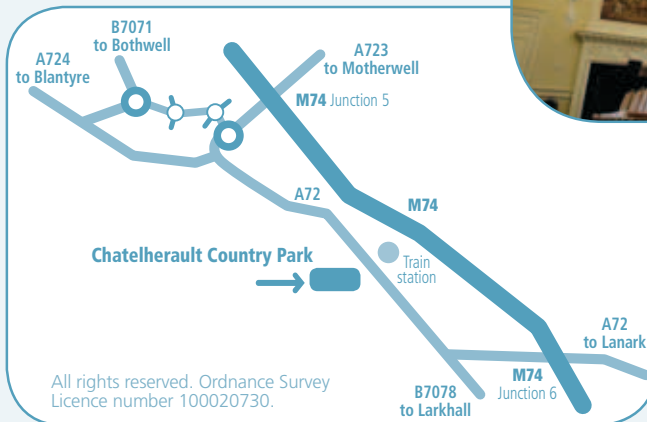 B7071
to Bothwell
A724
to Blantyre
A723
to Motherwell
M74 Junction 5
A72
M74
Chatelherault Country Park
Train
station
A72
to Lanark
M74
Junction 6
B7078
to Larkhall
All rights reserved. Ordnance Survey
Licence number 100020730.